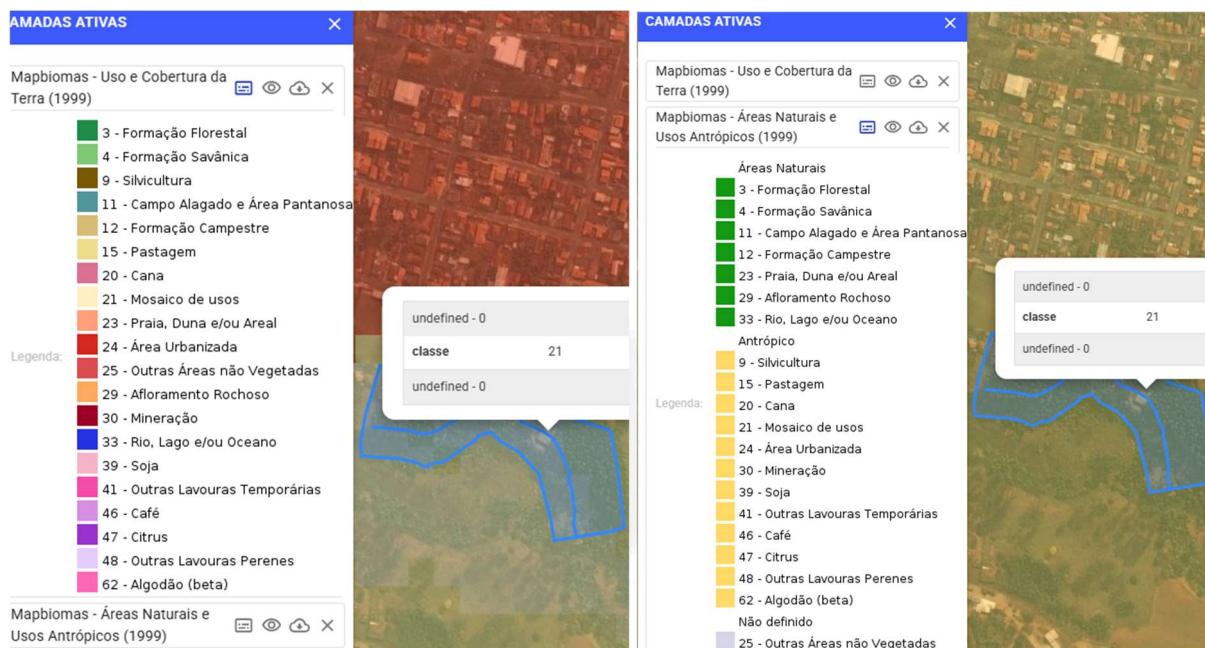 AMADAS ATIVAS
Mapbiomas - Uso e Cobertura da
Terra (1999)
Legenda:
3 - Formação Florestal
4 - Formação Savânica
9 - Silvicultura
11 - Campo Alagado e Área Pantanosa
12 - Formação Campestre
15 - Pastagem
20 - Cana
21 - Mosaico de usos
23 - Praia, Duna e/ou Areal
24 - Área Urbanizada
25 - Outras Áreas não Vegetadas
29 - Afloramento Rochoso
30 - Mineração
33 - Rio, Lago e/ou Oceano
39 - Soja
41 - Outras Lavouras Temporárias
46 - Café
47 - Citrus
48 - Outras Lavouras Perenes
62 - Algodão (beta)
Mapbiomas - Áreas Naturais e
Usos Antrópicos (1999)
undefined - 0
classe 21
undefined - 0
CAMADAS ATIVAS
Mapbiomas - Uso e Cobertura da
Terra (1999)
Mapbiomas - Áreas Naturais e
Usos Antrópicos (1999)
Legenda:
Áreas Naturais
3 - Formação Florestal
4 - Formação Savânica
11 - Campo Alagado e Área Pantanosa
12 - Formação Campestre
23 - Praia, Duna e/ou Areal
29 - Afloramento Rochoso
33 - Rio, Lago e/ou Oceano
Antrópico
9 - Silvicultura
15 - Pastagem
20 - Cana
21 - Mosaico de usos
24 - Área Urbanizada
30 - Mineração
39 - Soja
41 - Outras Lavouras Temporárias
46 - Café
47 - Citrus
48 - Outras Lavouras Perenes
62 - Algodão (beta)
Não definido
25 - Outras Áreas não Vegetadas
undefined - 0
classe 21
undefined - 0